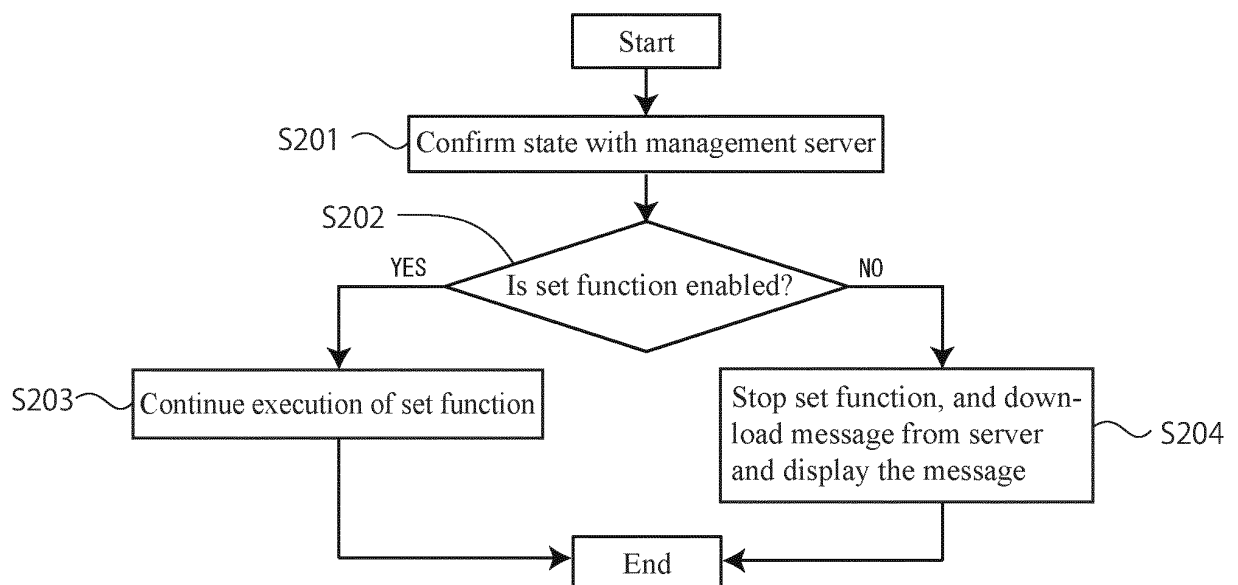 Start
S201
Confirm state with management server
S202
YES
Is set function enabled?
NO
S203
Continue execution of set function
Stop set function, and down-
load message from server
and display the message
S204
End